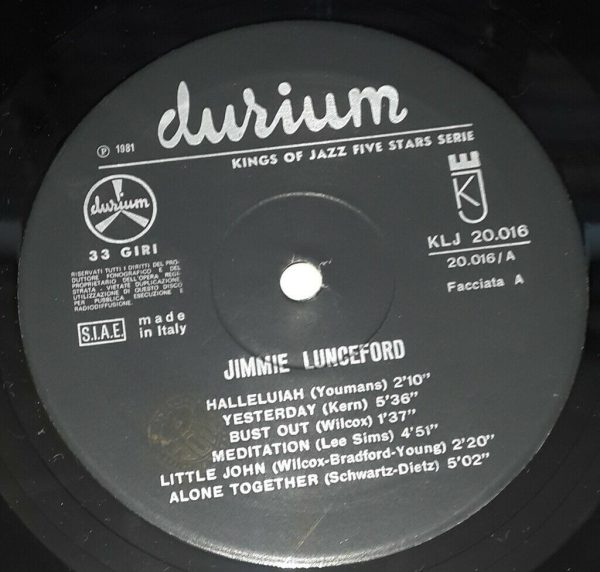 durium
KINGS OF JAZZ FIVE STARS SERIE
℗ 1981
durium
33 GIRI
RISERVATI TUTTI I DIRITTI DEL PRO-
DUTTORE FONOGRAFICO E DEL
PROPRIETARIO DELL'OPERA REGI-
STRATA - VIETATE DUPLICAZIONE,
UTILIZZAZIONE DI QUESTO DISCO
PER PUBBLICA ESECUZIONE O
RADIODIFFUSIONE.
S.I.A.E.
made
in Italy
KJ
KLJ 20.016
20.016/A
Facciata A
JIMMIE LUNCEFORD
HALLELUIAH (Youmans) 2'10"
YESTERDAY (Kern) 5'36"
BUST OUT (Wilcox) 1'37"
MEDITATION (Lee Sims) 4'51"
LITTLE JOHN (Wilcox-Bradford-Young) 2'20"
ALONE TOGETHER (Schwartz-Dietz) 5'02"